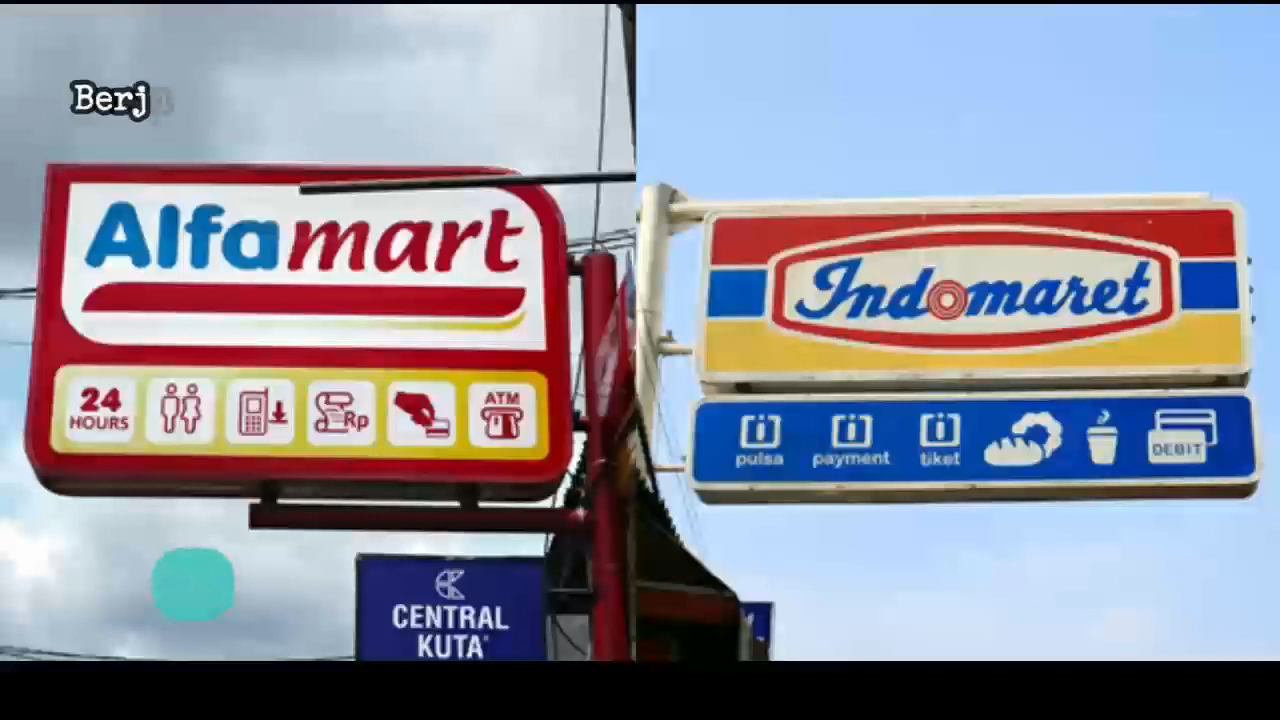 Berj
Alfamart
24
HOURS
Rp
ATM
CENTRAL
KUTA
Indomaret
pulsa
payment
tiket
DEBIT